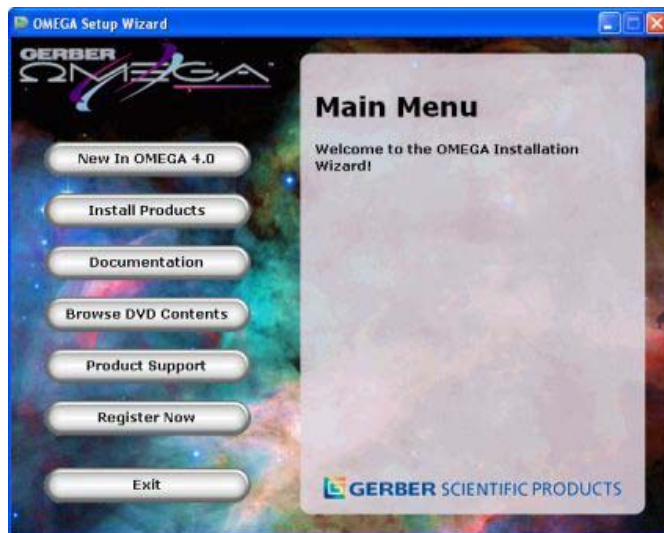 OMEGA Setup Wizard
GERBER
OMEGA
New In OMEGA 4.0
Install Products
Documentation
Browse DVD Contents
Product Support
Register Now
Exit
Main Menu
Welcome to the OMEGA Installation
Wizard!
GERBER SCIENTIFIC PRODUCTS